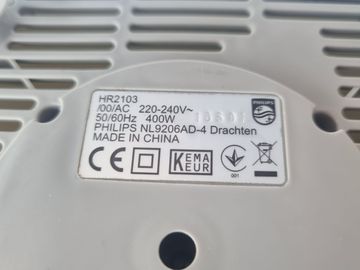 HR2103
/00/AC 220-240V~
50/60Hz 400W
PHILIPS NL9206AD-4 Drachten
MADE IN CHINA
PHILIPS
CE
KEMA
KEUR
001